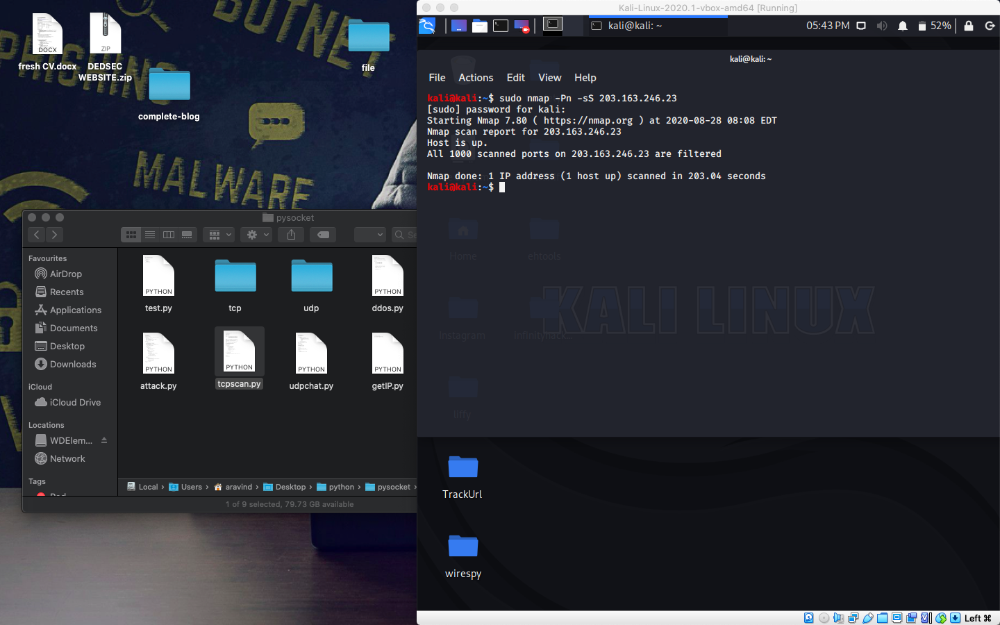 fresh CV.docx
DOCX
DEDSEC
WEBSITE.zip
ZIP
complete-blog
file
BOTNET
PHISHING
MALWARE
pysocket
Favourites
AirDrop
Recents
Applications
Documents
Desktop
Downloads
iCloud
iCloud Drive
Locations
WDElem...
Network
Tags
PYTHON
test.py
tcp
udp
PYTHON
ddos.py
PYTHON
attack.py
PYTHON
tcpscan.py
PYTHON
udpchat.py
PYTHON
getIP.py
Local › Users › aravind › Desktop › python › pysocket ›
1 of 9 selected, 79.73 GB available
Kali-Linux-2020.1-vbox-amd64 [Running]
kali@kali: ~
05:43 PM
52%
kali@kali: ~
File Actions Edit View Help
kali@kali:~$ sudo nmap -Pn -sS 203.163.246.23
[sudo] password for kali:
Starting Nmap 7.80 ( https://nmap.org ) at 2020-08-28 08:08 EDT
Nmap scan report for 203.163.246.23
Host is up.
All 1000 scanned ports on 203.163.246.23 are filtered
Nmap done: 1 IP address (1 host up) scanned in 203.04 seconds
kali@kali:~$
Home
ehtools
KALI LINUX
Instagram
infinityhack...
liffy
TrackUrl
wirespy
Left ⌘